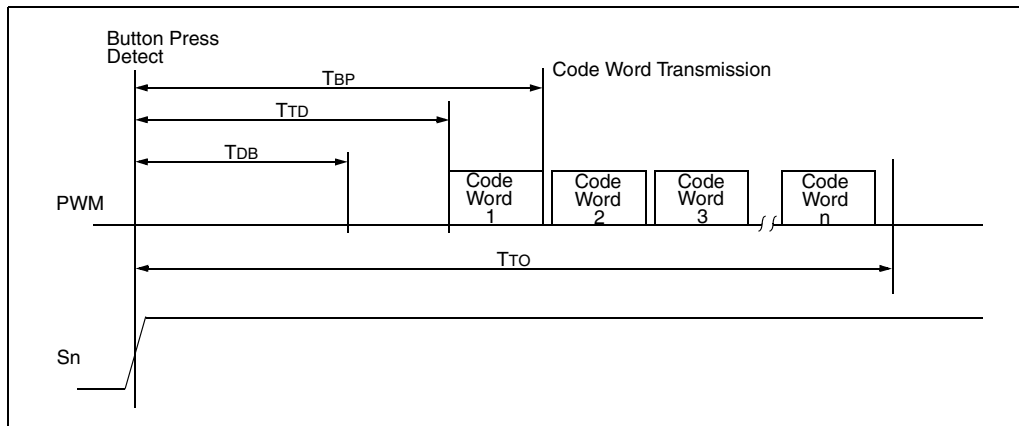 Button Press
Detect
TBP
Code Word Transmission
TTD
TDB
PWM
Code
Word
1
Code
Word
2
Code
Word
3
Code
Word
n
TTO
Sn